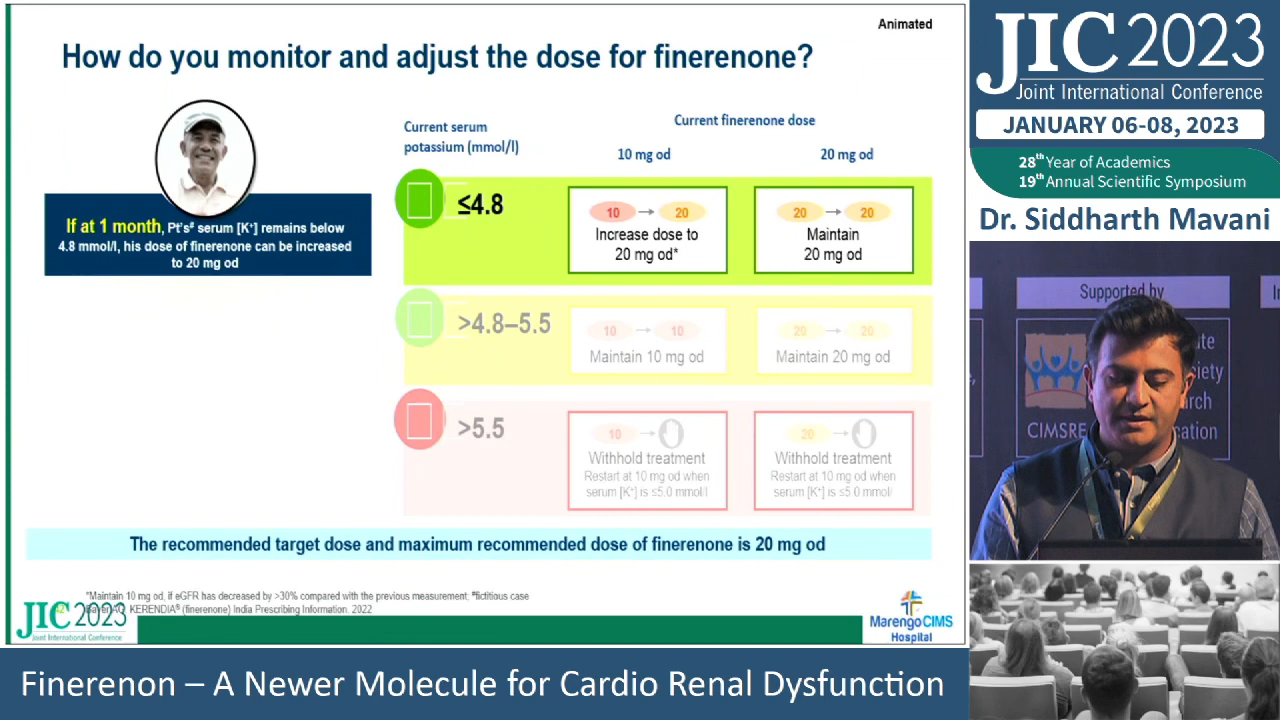 Animated
How do you monitor and adjust the dose for finerenone?
If at 1 month, Pt's# serum [K+] remains below
4.8 mmol/l, his dose of finerenone can be increased
to 20 mg od
Current serum
potassium (mmol/l)
Current finerenone dose
10 mg od
20 mg od
≤4.8
10 → 20
Increase dose to
20 mg od*
20 → 20
Maintain
20 mg od
>4.8–5.5
10 → 10
Maintain 10 mg od
20 → 20
Maintain 20 mg od
>5.5
10 →
Withhold treatment
Restart at 10 mg od when
serum [K+] is ≤5.0 mmol/l
20 →
Withhold treatment
Restart at 10 mg od when
serum [K+] is ≤5.0 mmol/
The recommended target dose and maximum recommended dose of finerenone is 20 mg od
*Maintain 10 mg od, if eGFR has decreased by >30% compared with the previous measurement; #fictitious case
Bayer AG. KERENDIA® (finerenone) India Prescribing Information. 2022
JIC 2023
Joint International Conference
MarengoCIMS
Hospital
JIC 2023
Joint International Conference
JANUARY 06-08, 2023
28th Year of Academics
19th Annual Scientific Symposium
Dr. Siddharth Mavani
Supported by
CIMSRE
Finerenon – A Newer Molecule for Cardio Renal Dysfunction